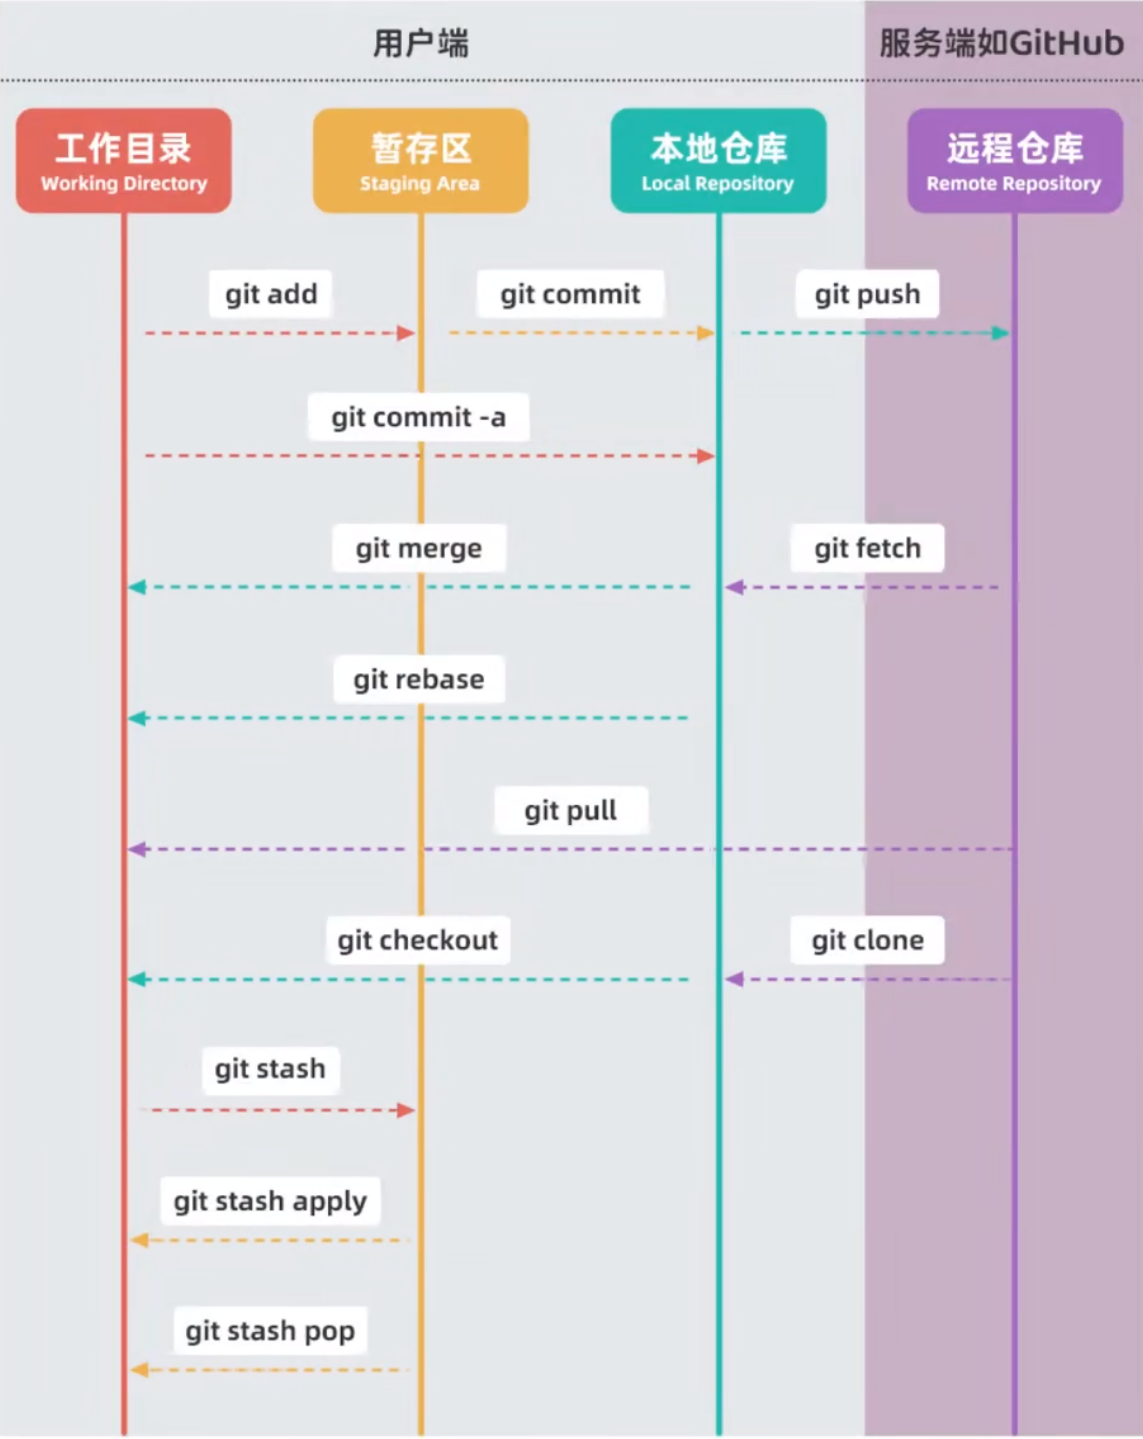 用户端
服务端如GitHub
工作目录
Working Directory
暂存区
Staging Area
本地仓库
Local Repository
远程仓库
Remote Repository
git add
git commit
git push
git commit -a
git merge
git fetch
git rebase
git pull
git checkout
git clone
git stash
git stash apply
git stash pop